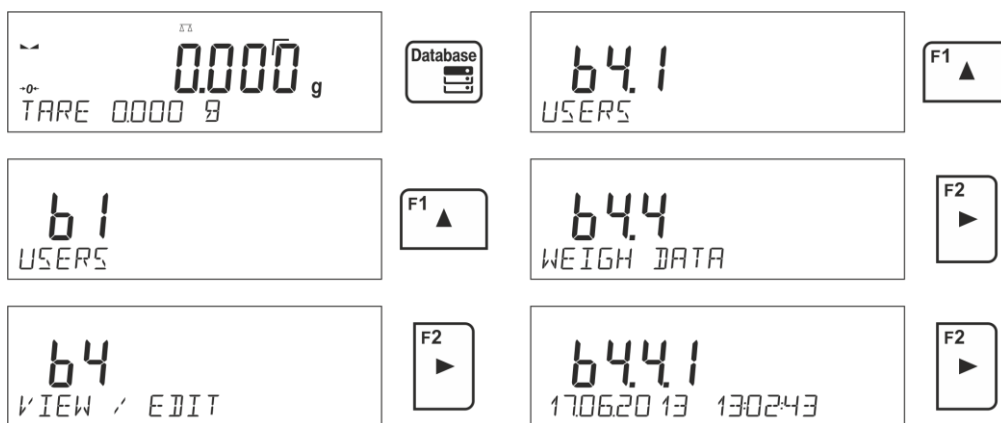 →0←
0.000 g
TARE 0.000 g
Database
b1
USERS
F1
b4
VIEW / EDIT
F2
b4.1
USERS
F1
b4.4
WEIGH DATA
F2
b4.4.1
17.06.2013 13:02:43
F2